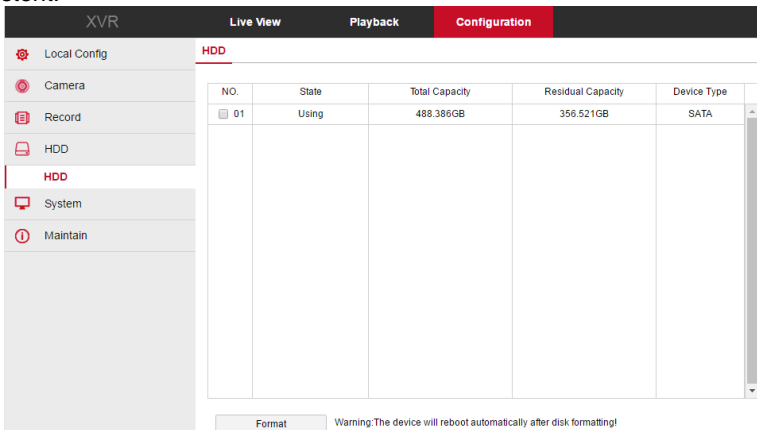 XVR Live View Playback Configuration
Local Config
HDD
Camera
NO. State Total Capacity Residual Capacity Device Type
Record
01 Using 488.386GB 356.521GB SATA
HDD
HDD
System
Maintain
Format Warning:The device will reboot automatically after disk formatting!